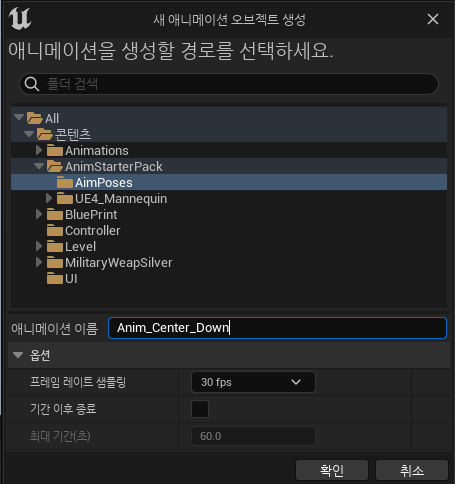 새 애니메이션 오브젝트 생성
애니메이션을 생성할 경로를 선택하세요.
폴더 검색
All
콘텐츠
Animations
AnimStarterPack
AimPoses
UE4_Mannequin
BluePrint
Controller
Level
MilitaryWeapSilver
UI
애니메이션 이름 Anim_Center_Down
옵션
프레임 레이트 샘플링 30 fps
기간 이후 종료
최대 기간(초) 60.0
확인 취소